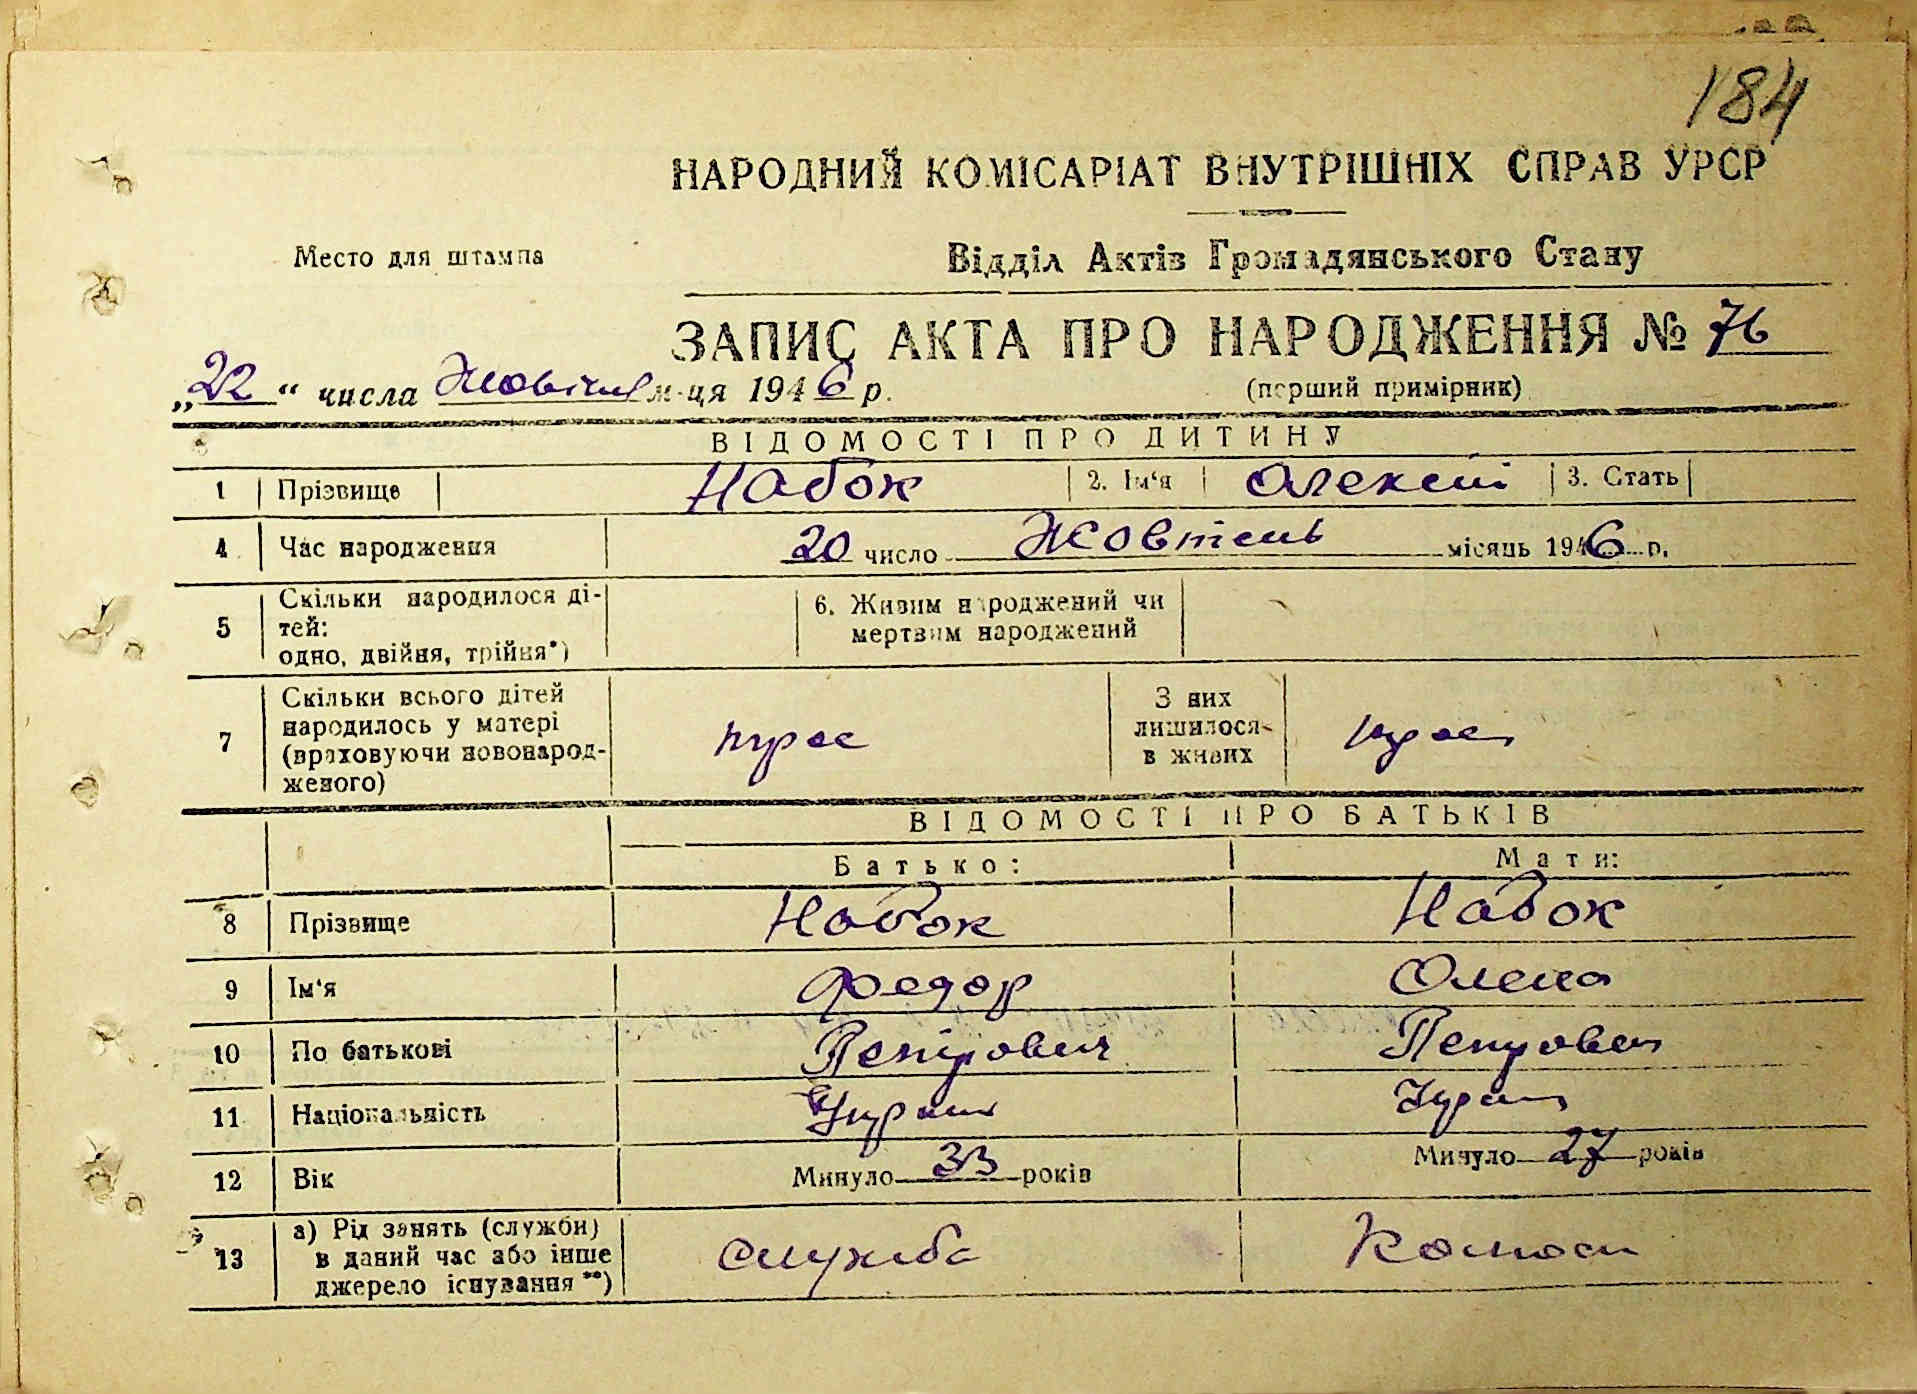 184
НАРОДНИЙ КОМІСАРІАТ ВНУТРІШНІХ СПРАВ УРСР
Место для штампа
Відділ Актів Громадянського Стану
ЗАПИС АКТА ПРО НАРОДЖЕННЯ № 76
„22“ числа м-ця 1946 р.
(перший примірник)
ВІДОМОСТІ ПРО ДИТИНУ
1 Прізвище Набок 2. Ім‘я Олексій 3. Стать
4 Час народження 20 число Жовтень місяць 1946 р.
5 Скільки народилося ді-
тей:
одно, двійня, трійня*)
6. Живим народжений чи
мертвим народжений
7 Скільки всього дітей
народилось у матері
(враховуючи новонарод-
женого)
троє
З них
лишилося
в живих
троє
ВІДОМОСТІ ПРО БАТЬКІВ
Батько: Мати:
8 Прізвище Набок Набок
9 Ім‘я Федор Олена
10 По батькові Петрович
11 Національність
12 Вік Минуло 33 років Минуло 27 років
13 а) Рід занять (служби)
в даний час або інше
джерело існування**)
служба